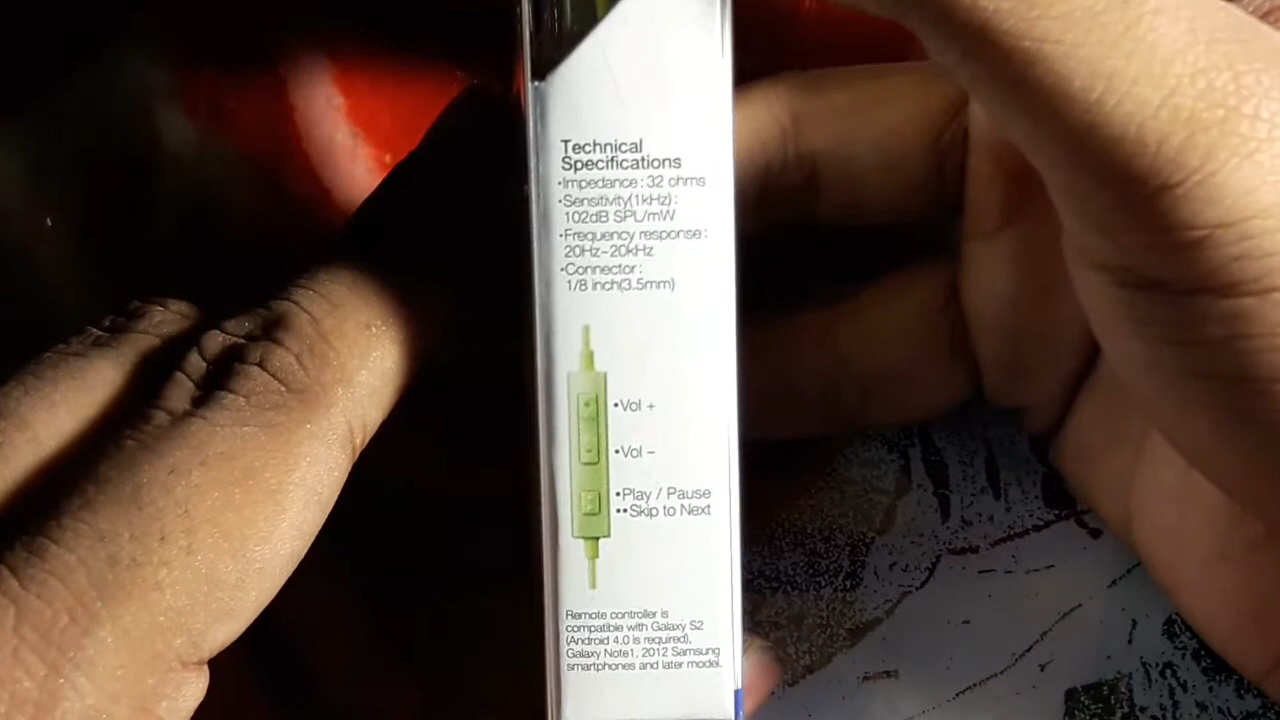 Technical
Specifications
•Impedance : 32 ohms
•Sensitivity(1kHz) :
102dB SPL/mW
•Frequency response :
20Hz~20kHz
•Connector :
1/8 inch(3.5mm)
+
•Vol +
-
•Vol –
•Play / Pause
••Skip to Next
Remote controller is
compatible with Galaxy S2
(Android 4.0 is required),
Galaxy Note1, 2012 Samsung
smartphones and later model.